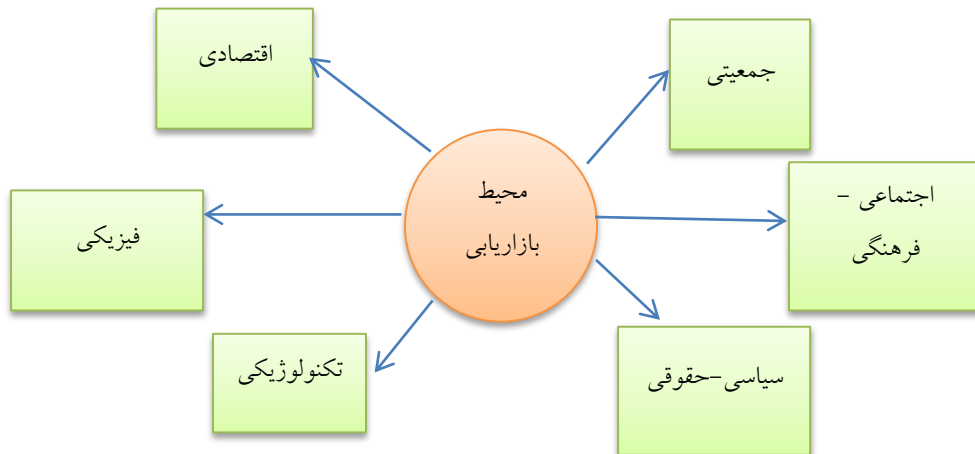 اقتصادی
جمعیتی
محیط
بازاریابی
اجتماعی -
فرهنگی
فیزیکی
تکنولوژیکی
سیاسی-حقوقی